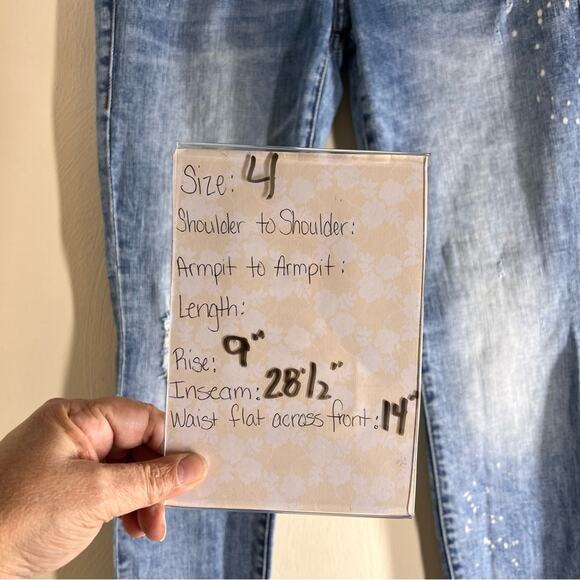 Size: 4
Shoulder to Shoulder:
Armpit to Armpit:
Length:
Rise: 9"
Inseam: 28 1/2"
Waist flat across front: 14"